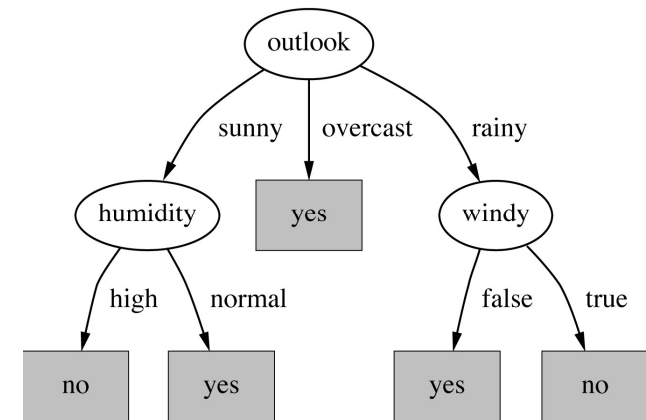 outlook
sunny overcast rainy
humidity yes windy
high normal false true
no yes yes no